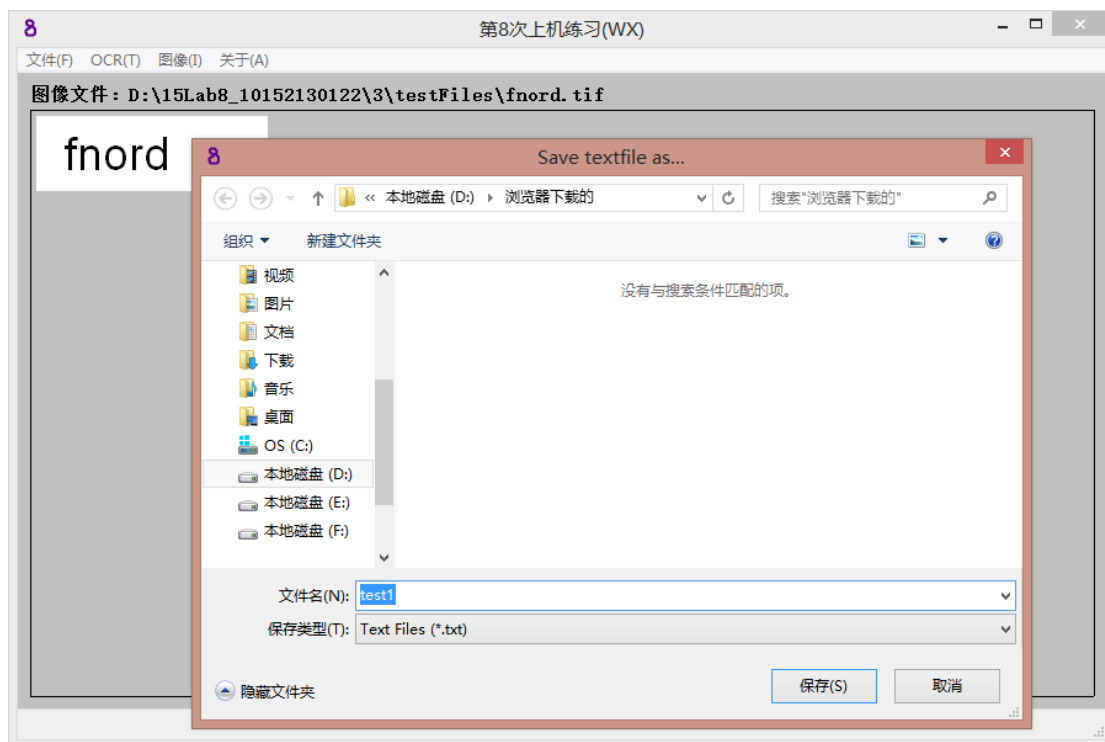 第8次上机练习(WX)
文件(F) OCR(T) 图像(I) 关于(A)
图像文件：D:\15Lab8_10152130122\3\testFiles\fnord.tif
fnord
Save textfile as...
« 本地磁盘 (D:) 浏览器下载的
搜索"浏览器下载的"
组织 新建文件夹
视频
图片
文档
下载
音乐
桌面
OS (C:)
本地磁盘 (D:)
本地磁盘 (E:)
本地磁盘 (F:)
没有与搜索条件匹配的项。
文件名(N): test1
保存类型(T): Text Files (*.txt)
隐藏文件夹
保存(S) 取消